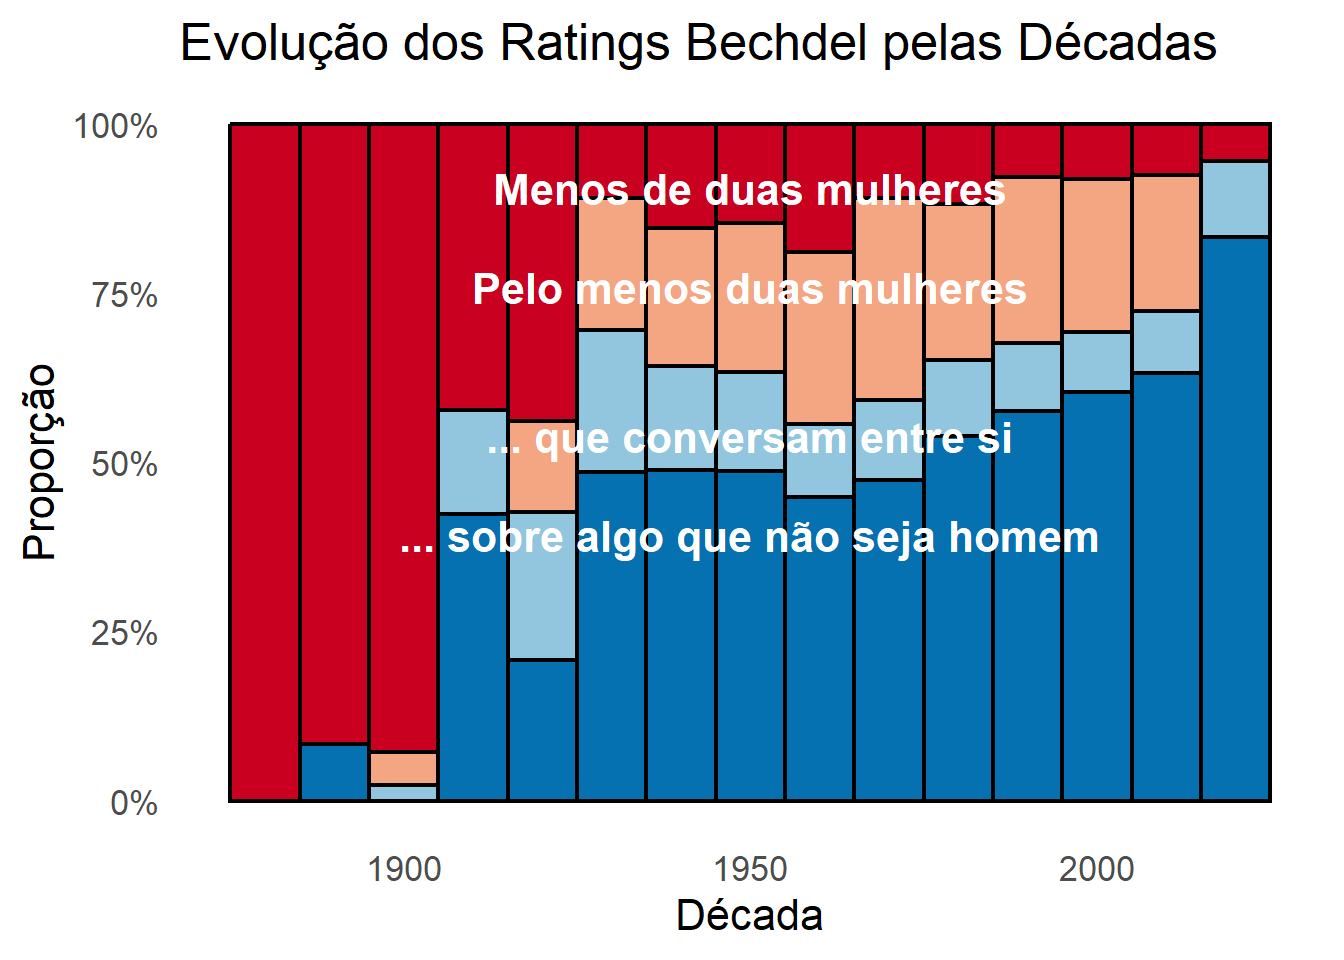 Evolução dos Ratings Bechdel pelas Décadas
100%
75%
50%
25%
0%
Proporção
Menos de duas mulheres
Pelo menos duas mulheres
... que conversam entre si
... sobre algo que não seja homem
1900 1950 2000
Década